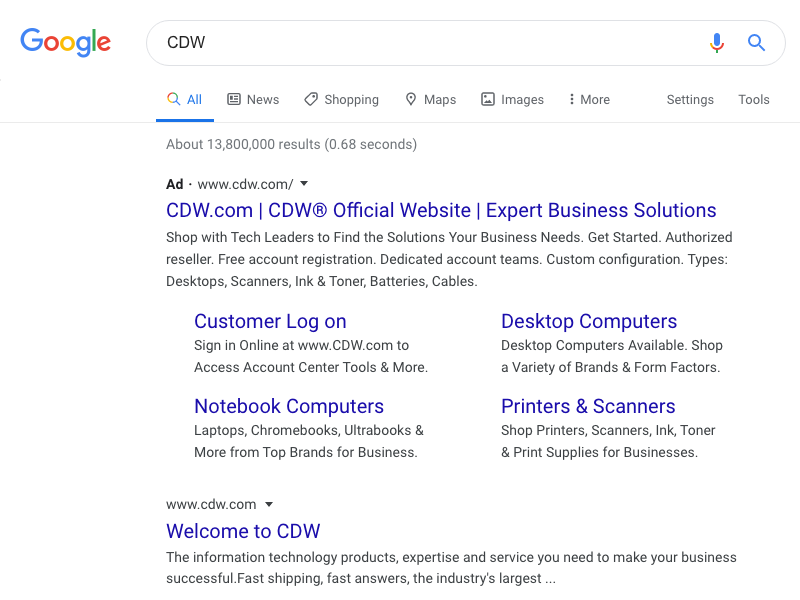 Google
CDW
All
News
Shopping
Maps
Images
More
Settings
Tools
About 13,800,000 results (0.68 seconds)
Ad · www.cdw.com/
CDW.com | CDW® Official Website | Expert Business Solutions
Shop with Tech Leaders to Find the Solutions Your Business Needs. Get Started. Authorized
reseller. Free account registration. Dedicated account teams. Custom configuration. Types:
Desktops, Scanners, Ink & Toner, Batteries, Cables.
Customer Log on
Sign in Online at www.CDW.com to
Access Account Center Tools & More.
Desktop Computers
Desktop Computers Available. Shop
a Variety of Brands & Form Factors.
Notebook Computers
Laptops, Chromebooks, Ultrabooks &
More from Top Brands for Business.
Printers & Scanners
Shop Printers, Scanners, Ink, Toner
& Print Supplies for Businesses.
www.cdw.com
Welcome to CDW
The information technology products, expertise and service you need to make your business
successful.Fast shipping, fast answers, the industry's largest ...